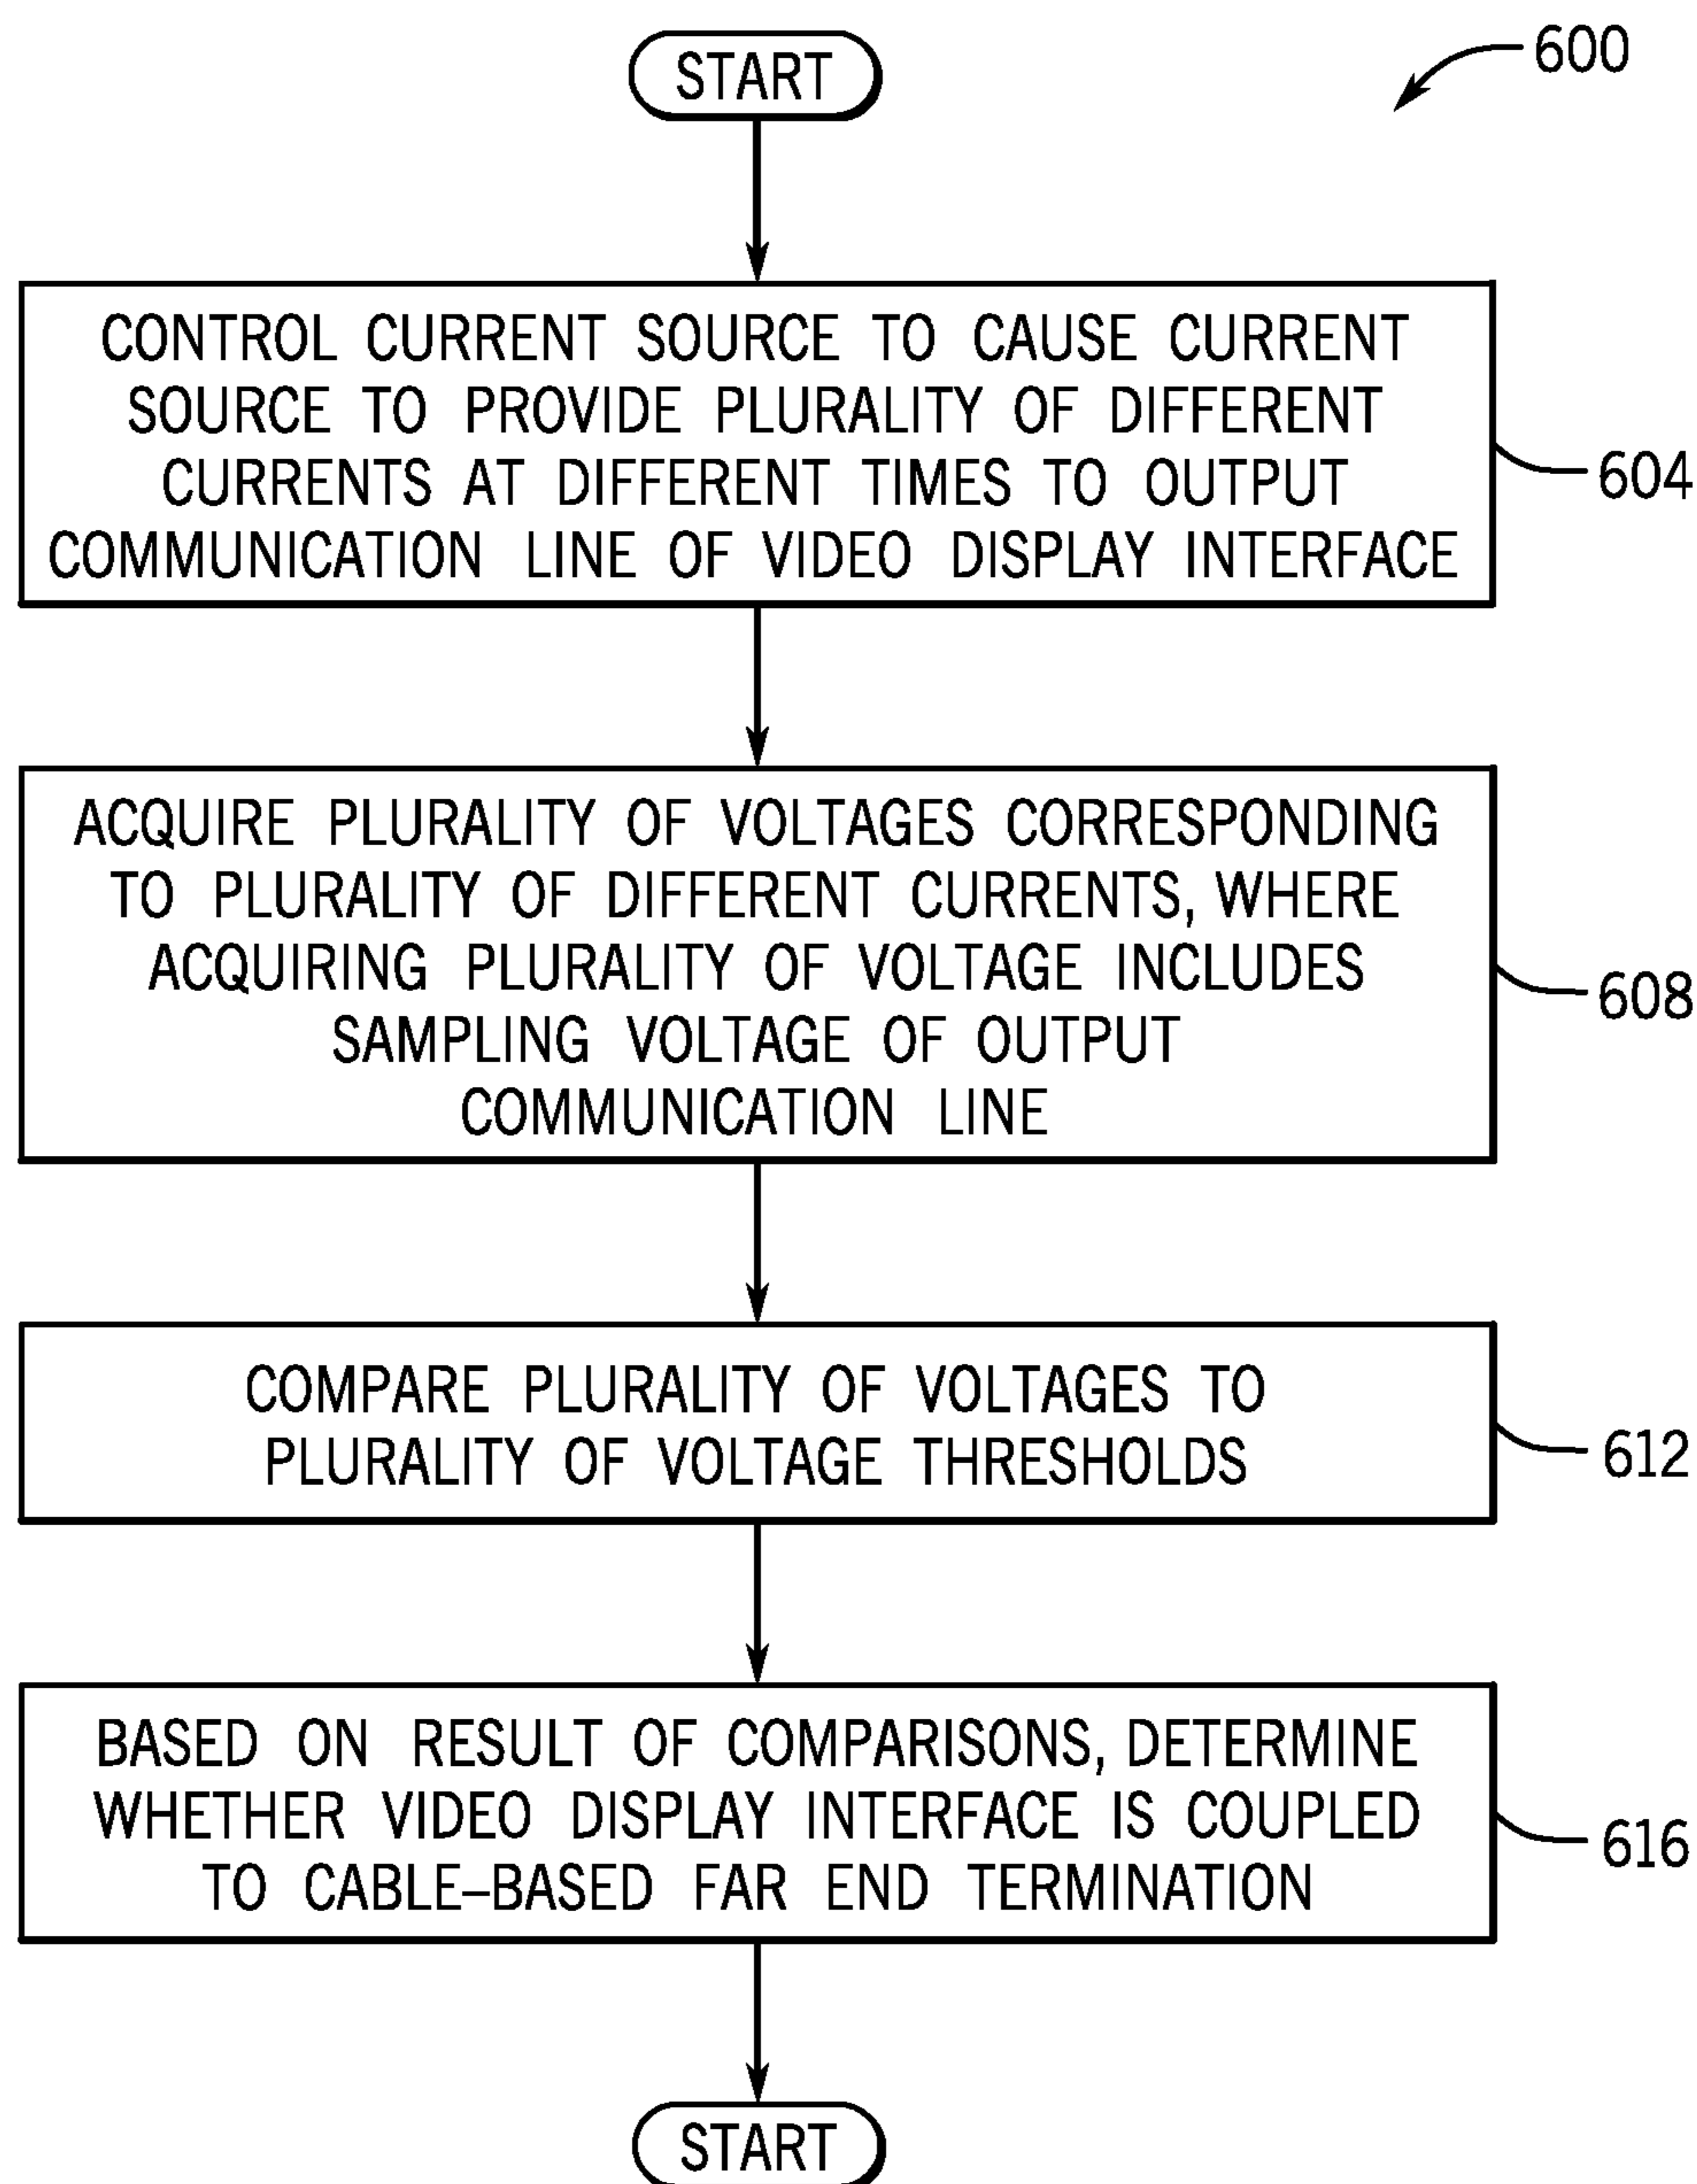 START
600
CONTROL CURRENT SOURCE TO CAUSE CURRENT
SOURCE TO PROVIDE PLURALITY OF DIFFERENT
CURRENTS AT DIFFERENT TIMES TO OUTPUT
COMMUNICATION LINE OF VIDEO DISPLAY INTERFACE
604
ACQUIRE PLURALITY OF VOLTAGES CORRESPONDING
TO PLURALITY OF DIFFERENT CURRENTS, WHERE
ACQUIRING PLURALITY OF VOLTAGE INCLUDES
SAMPLING VOLTAGE OF OUTPUT
COMMUNICATION LINE
608
COMPARE PLURALITY OF VOLTAGES TO
PLURALITY OF VOLTAGE THRESHOLDS
612
BASED ON RESULT OF COMPARISONS, DETERMINE
WHETHER VIDEO DISPLAY INTERFACE IS COUPLED
TO CABLE–BASED FAR END TERMINATION
616
START